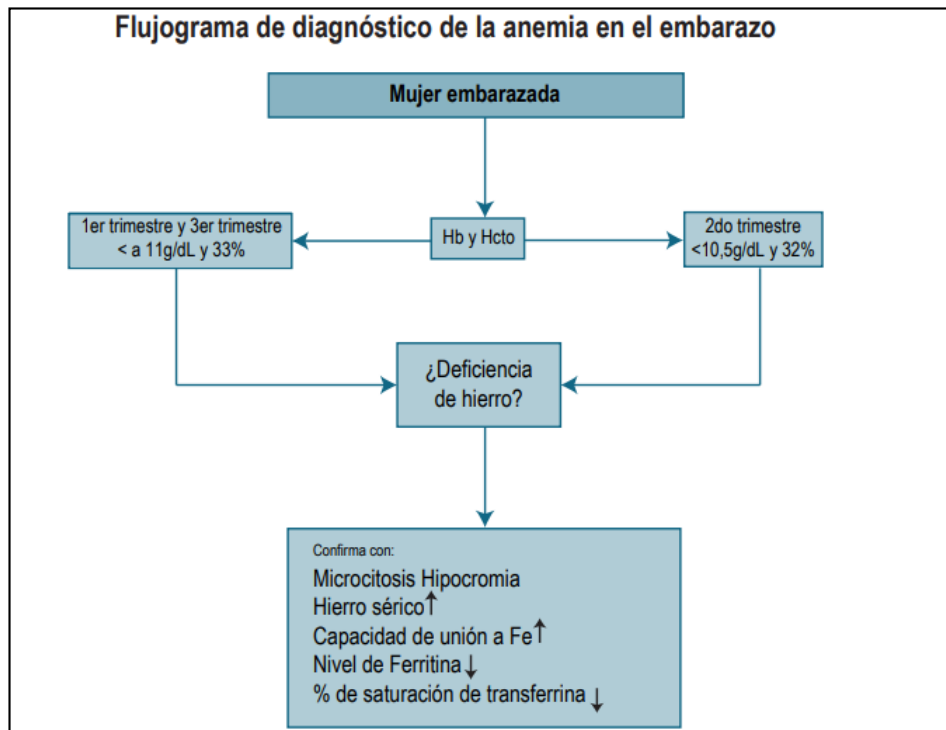 Flujograma de diagnóstico de la anemia en el embarazo
Mujer embarazada
1er trimestre y 3er trimestre
< a 11g/dL y 33%
Hb y Hcto
2do trimestre
<10,5g/dL y 32%
¿Deficiencia
de hierro?
Confirma con:
Microcitosis Hipocromia
Hierro sérico↑
Capacidad de unión a Fe↑
Nivel de Ferritina↓
% de saturación de transferrina↓